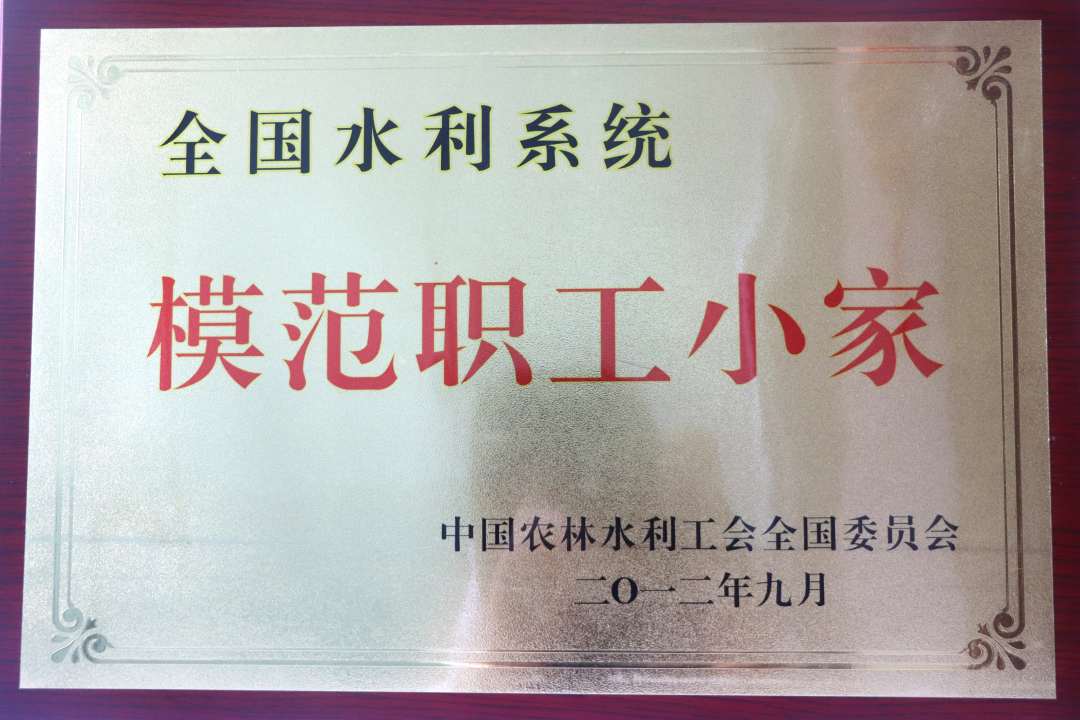 全国水利系统
模范职工小家
中国农林水利工会全国委员会
二〇一二年九月